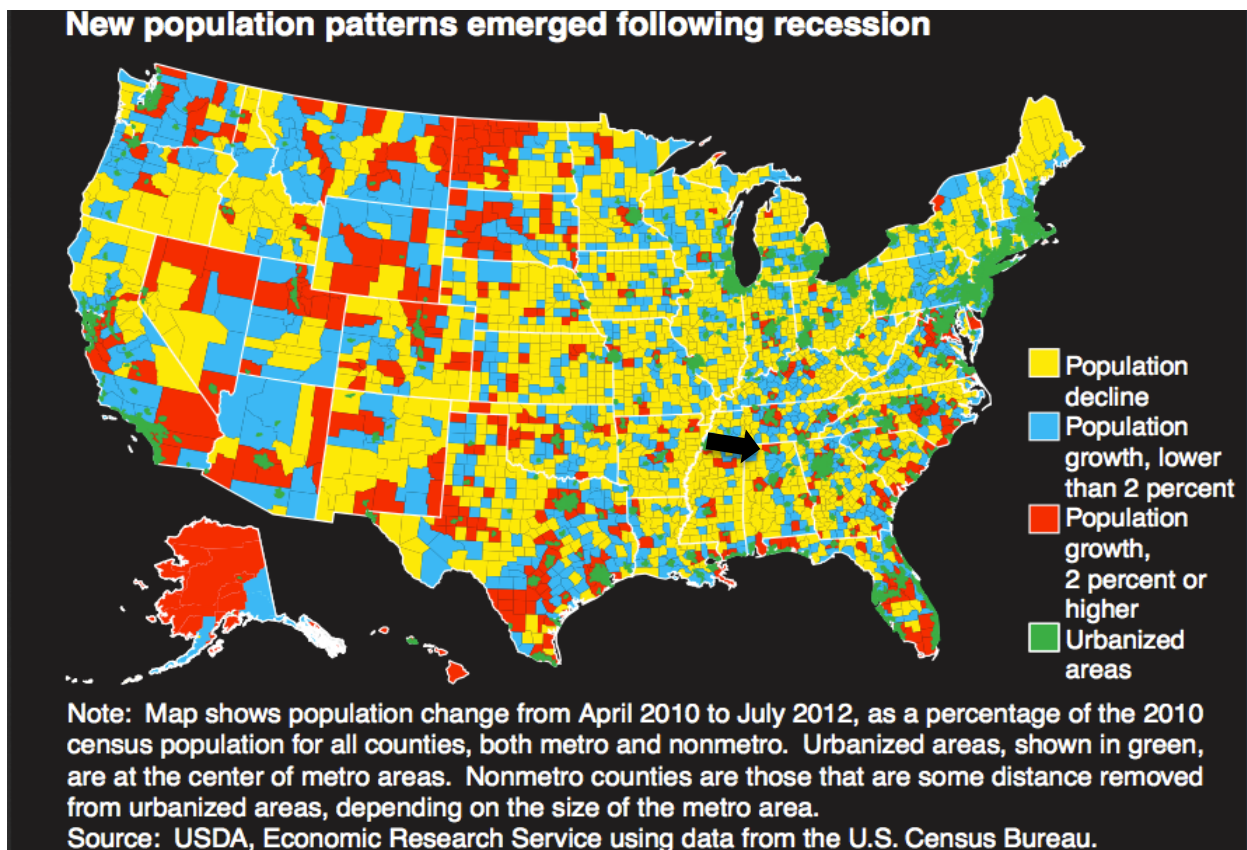 New population patterns emerged following recession
Population
decline
Population
growth, lower
than 2 percent
Population
growth,
2 percent or
higher
Urbanized
areas
Note:  Map shows population change from April 2010 to July 2012, as a percentage of the 2010
census population for all counties, both metro and nonmetro.  Urbanized areas, shown in green,
are at the center of metro areas.  Nonmetro counties are those that are some distance removed
from urbanized areas, depending on the size of the metro area.
Source:  USDA, Economic Research Service using data from the U.S. Census Bureau.